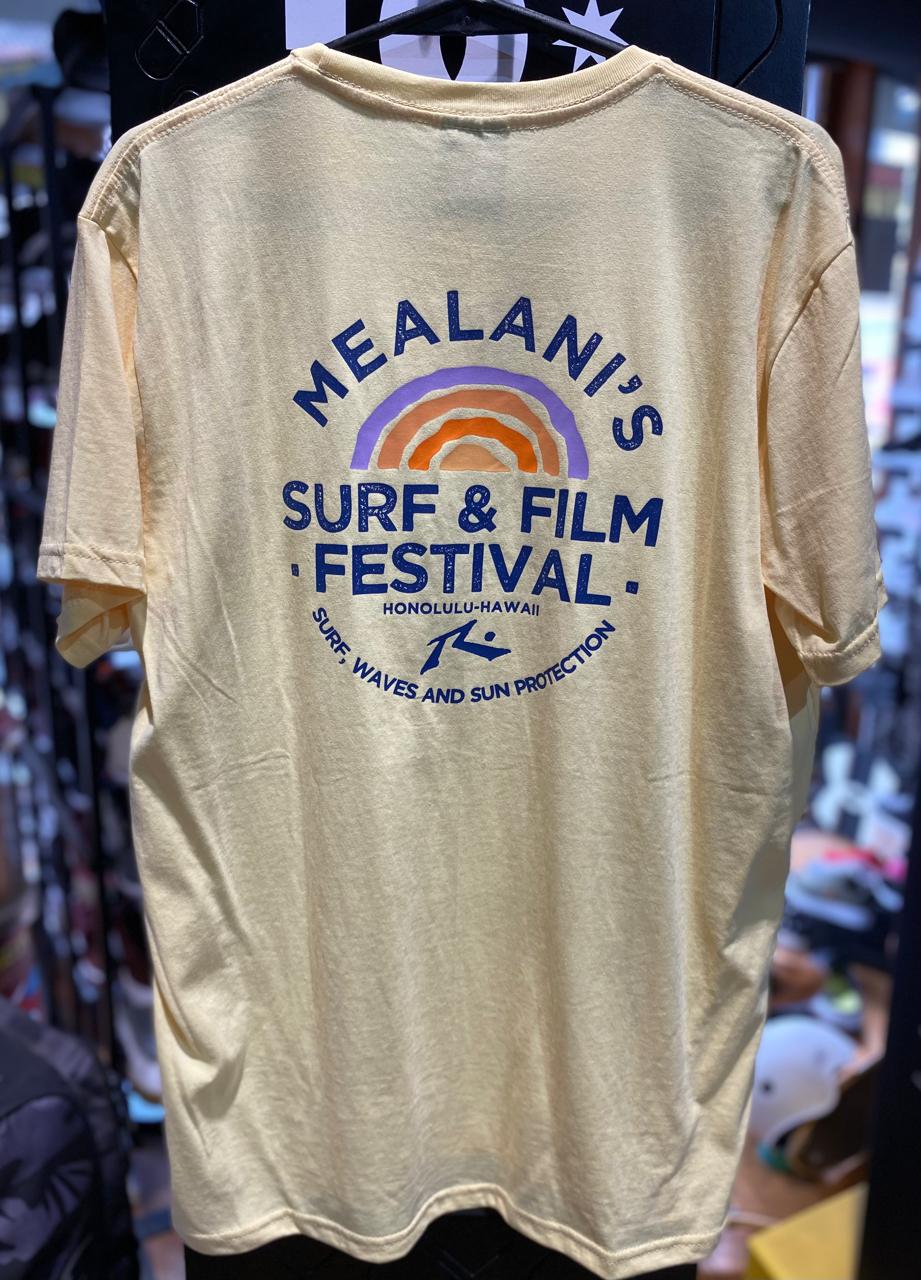 MEALANI'S
SURF & FILM
· FESTIVAL ·
HONOLULU-HAWAII
SURF, WAVES AND SUN PROTECTION